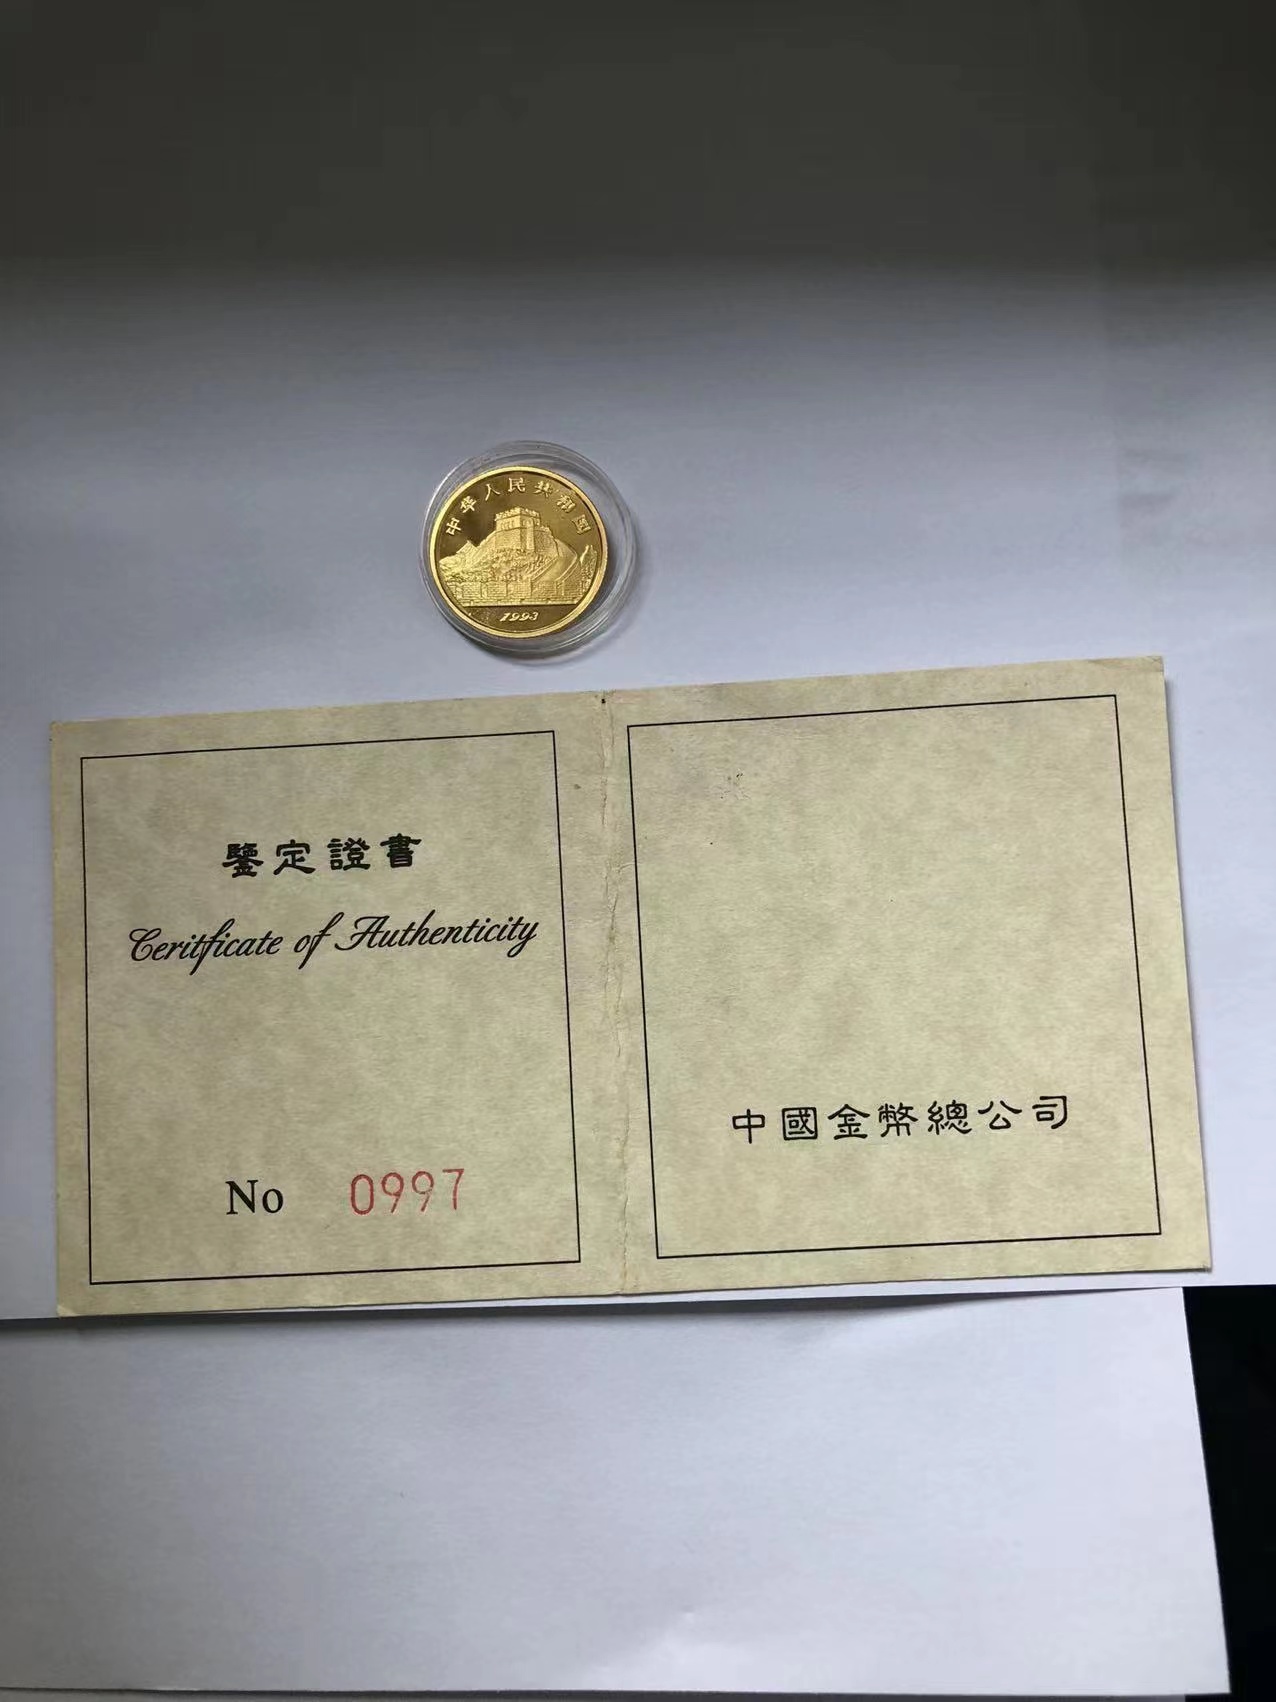 中华人民共和国
1993
鑒定證書
Ceritficate of Authenticity
No 0997
中國金幣總公司